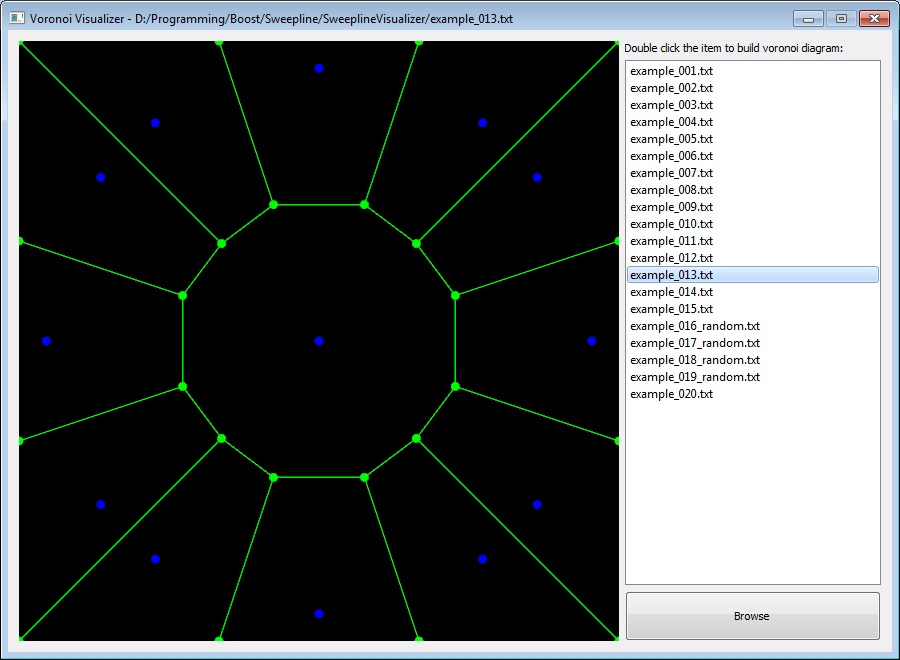 Voronoi Visualizer - D:/Programming/Boost/Sweepline/SweeplineVisualizer/example_013.txt
Double click the item to build voronoi diagram:
example_001.txt
example_002.txt
example_003.txt
example_004.txt
example_005.txt
example_006.txt
example_007.txt
example_008.txt
example_009.txt
example_010.txt
example_011.txt
example_012.txt
example_013.txt
example_014.txt
example_015.txt
example_016_random.txt
example_017_random.txt
example_018_random.txt
example_019_random.txt
example_020.txt
Browse